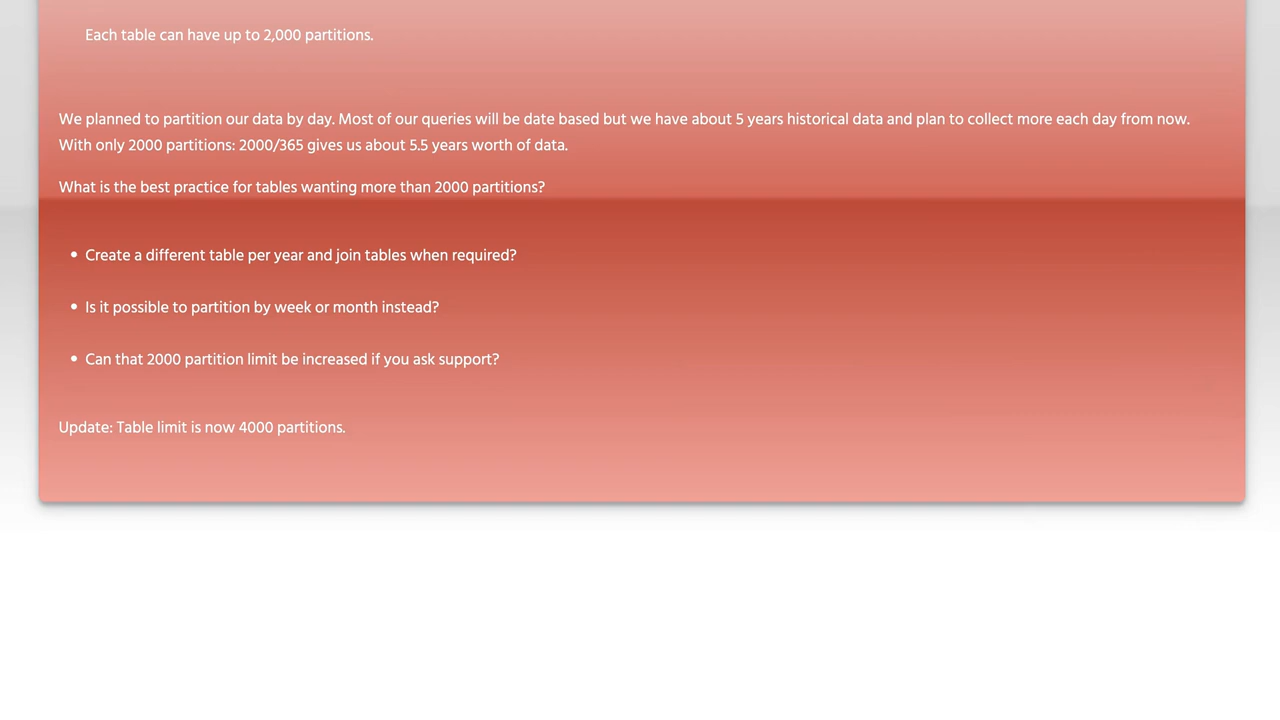 Each table can have up to 2,000 partitions.
We planned to partition our data by day. Most of our queries will be date based but we have about 5 years historical data and plan to collect more each day from now.
With only 2000 partitions: 2000/365 gives us about 5.5 years worth of data.
What is the best practice for tables wanting more than 2000 partitions?
• Create a different table per year and join tables when required?
• Is it possible to partition by week or month instead?
• Can that 2000 partition limit be increased if you ask support?
Update: Table limit is now 4000 partitions.